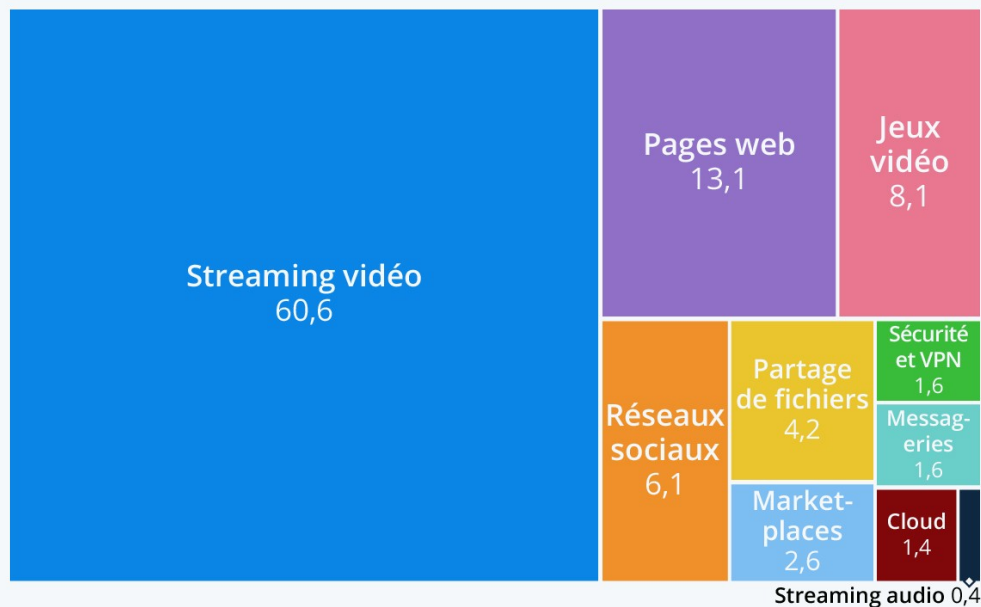 Streaming vidéo
60,6
Pages web
13,1
Jeux
vidéo
8,1
Réseaux
sociaux
6,1
Partage
de fichiers
4,2
Market-
places
2,6
Sécurité
et VPN
1,6
Messag-
eries
1,6
Cloud
1,4
Streaming audio 0,4